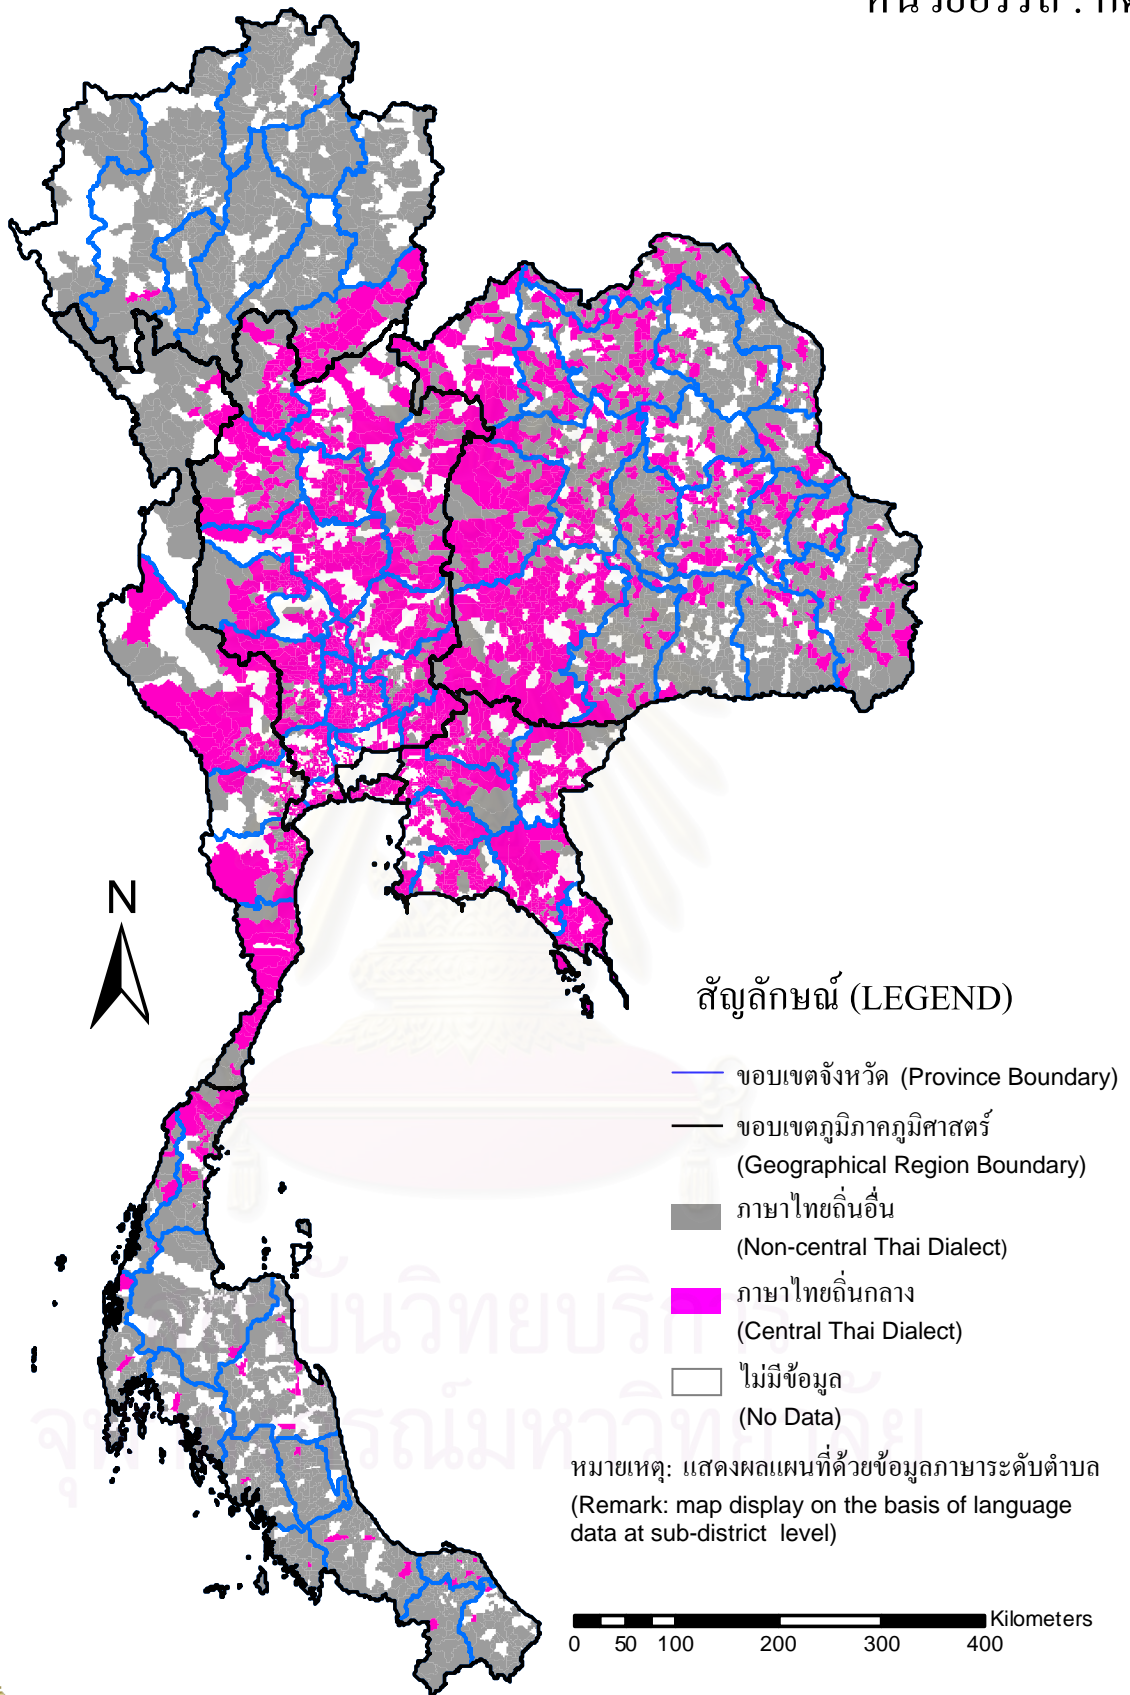 N
สัญลักษณ์ (LEGEND)
ขอบเขตจังหวัด (Province Boundary)
ขอบเขตภูมิภาคภูมิศาสตร์
(Geographical Region Boundary)
ภาษาไทยถิ่นอื่น
(Non-central Thai Dialect)
ภาษาไทยถิ่นกลาง
(Central Thai Dialect)
ไม่มีข้อมูล
(No Data)
หมายเหตุ: แสดงผลแผนที่ด้วยข้อมูลภาษาระดับตำบล
(Remark: map display on the basis of language
data at sub-district level)
Kilometers
0 50 100 200 300 400